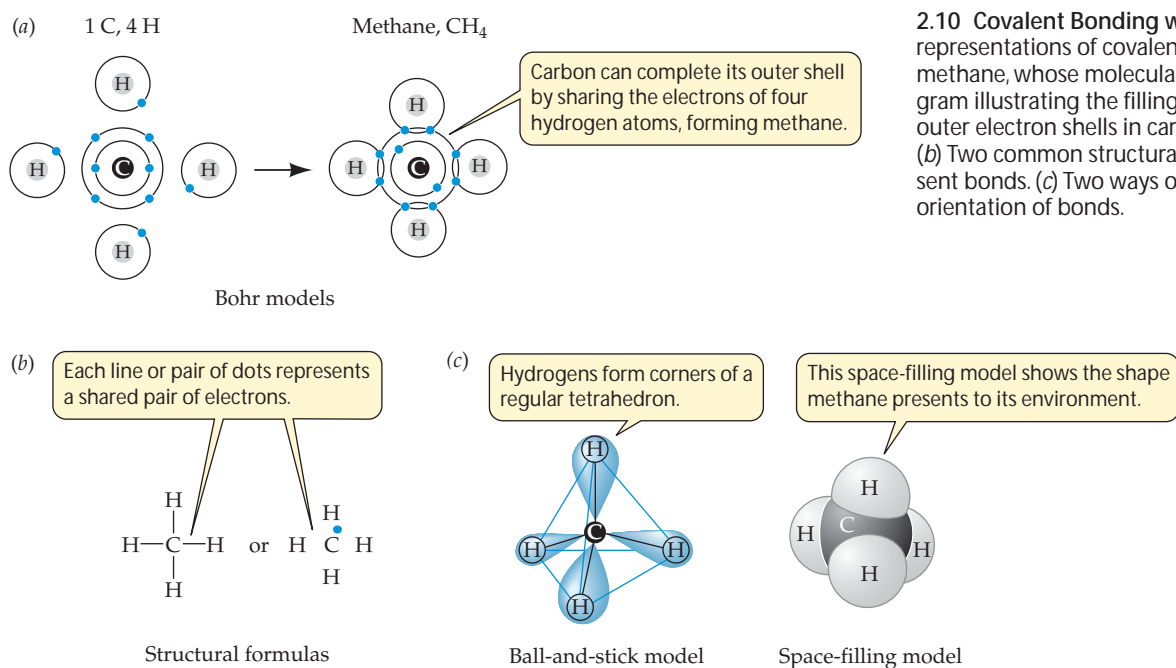 (a) 1 C, 4 H Methane, CH4
H
H C H
H
H
H C H
H
Carbon can complete its outer shell
by sharing the electrons of four
hydrogen atoms, forming methane.
Bohr models
2.10 Covalent Bonding w
representations of covalen
methane, whose molecula
gram illustrating the filling
outer electron shells in car
(b) Two common structura
sent bonds. (c) Two ways o
orientation of bonds.
(b)
Each line or pair of dots represents
a shared pair of electrons.
H
H—C—H
H
or
H
H C H
H
Structural formulas
(c)
Hydrogens form corners of a
regular tetrahedron.
H
C
H H
H
Ball-and-stick model
This space-filling model shows the shape
methane presents to its environment.
H
C
H H
H
Space-filling model